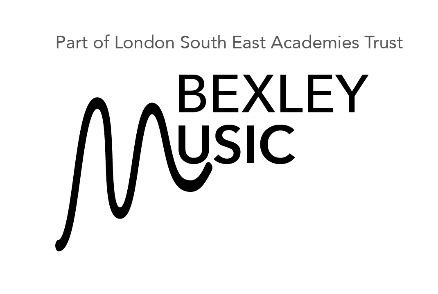 Part of London South East Academies Trust
BEXLEY
MUSIC